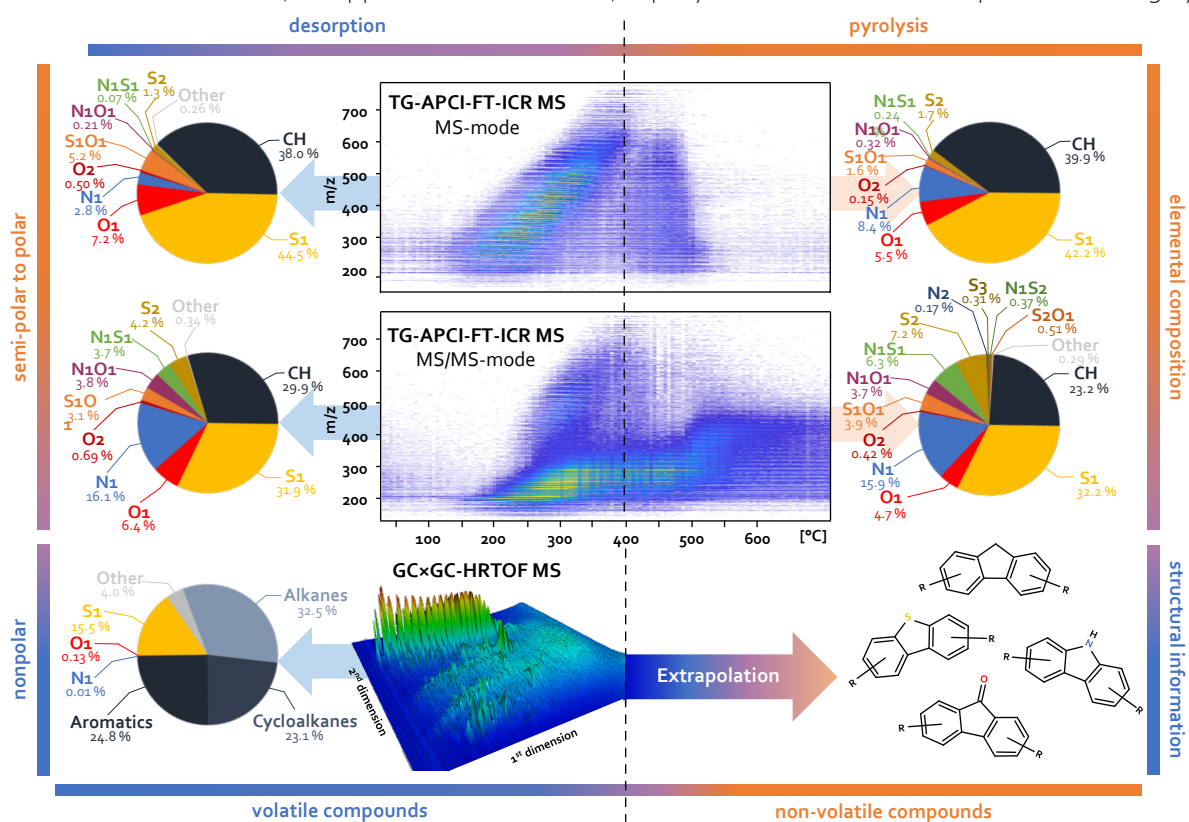 desorption
pyrolysis
semi-polar to polar
nonpolar
elemental composition
structural information
N1S1
0.07 %
S2
1.3 %
Other
0.26 %
N1O1
0.21 %
S1O1
5.2 %
O2
0.50 %
N1
2.8 %
O1
7.2 %
CH
38.0 %
S1
44.5 %
TG-APCI-FT-ICR MS
MS-mode
m/z
700
600
500
400
300
200
N1S1
0.24
%
S2
1.7 %
N1O1
0.32 %
S1O1
1.6 %
O2
0.15 %
N1
8.4 %
O1
5.5 %
CH
39.9 %
S1
42.2 %
S2
4.2 %
Other
0.34 %
N1S1
3.7 %
N1O1
3.8 %
S1O
1
3.1 %
O2
0.69 %
N1
16.1 %
O1
6.4 %
CH
29.9 %
S1
31.9 %
TG-APCI-FT-ICR MS
MS/MS-mode
m/z
700
600
500
400
300
200
100 200 300 400 500 600 [°C]
N2
0.17 %
S3
0.31 %
N1S2
0.37 %
S2O1
0.51 %
Other
0.29 %
S2
7.2 %
N1S1
6.3 %
N1O1
3.7 %
S1O1
3.9 %
O2
0.42 %
N1
15.9 %
O1
4.7 %
CH
23.2 %
S1
32.2 %
Other
4.0 %
S1
15.5 %
O1
0.13 %
N1
0.01 %
Aromatics
24.8 %
Alkanes
32.5 %
Cycloalkanes
23.1 %
GC×GC-HRTOF MS
2nd dimension
1st dimension
Extrapolation
R
R
S
R
R
H
N
R
R
O
R
R
volatile compounds
non-volatile compounds